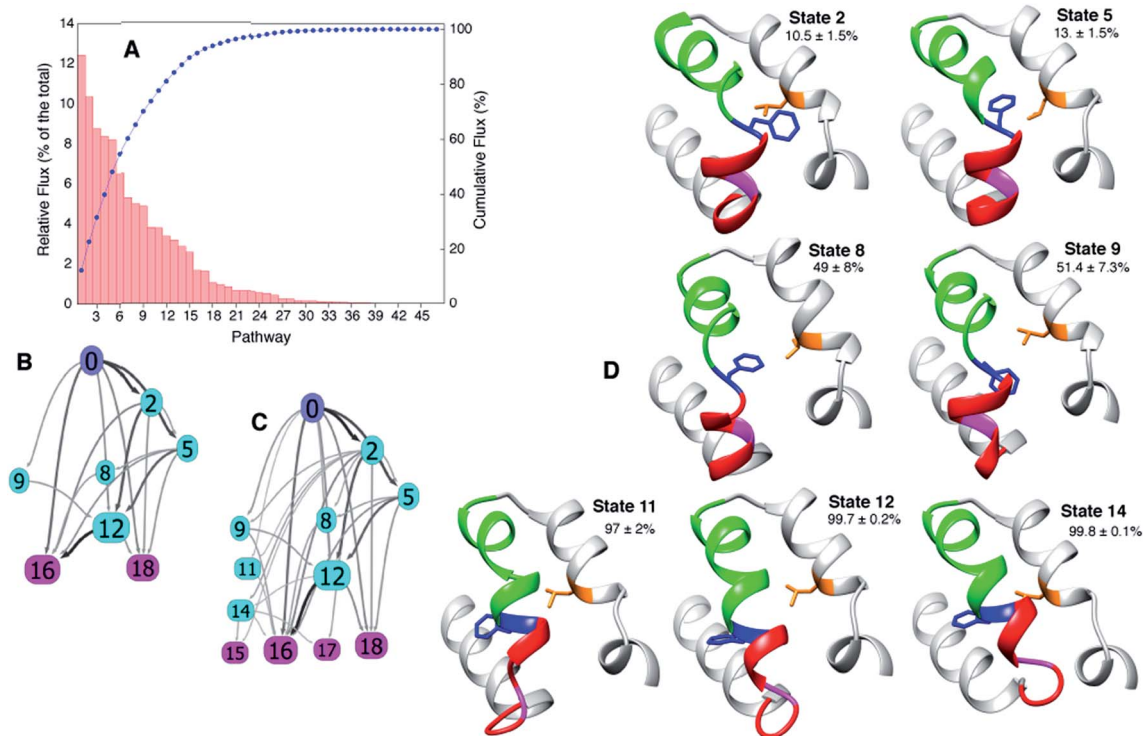 A
Relative Flux (% of the total)
14
12
10
8
6
4
2
0
Cumulative Flux (%)
100
80
60
40
20
0
3 6 9 12 15 18 21 24 27 30 33 36 39 42 45
Pathway
B
0
2
5
9
8
12
16
18
C
0
2
5
9
8
11
12
14
15
16
17
18
D
State 2
10.5 ± 1.5%
State 5
13. ± 1.5%
State 8
49 ± 8%
State 9
51.4 ± 7.3%
State 11
97 ± 2%
State 12
99.7 ± 0.2%
State 14
99.8 ± 0.1%